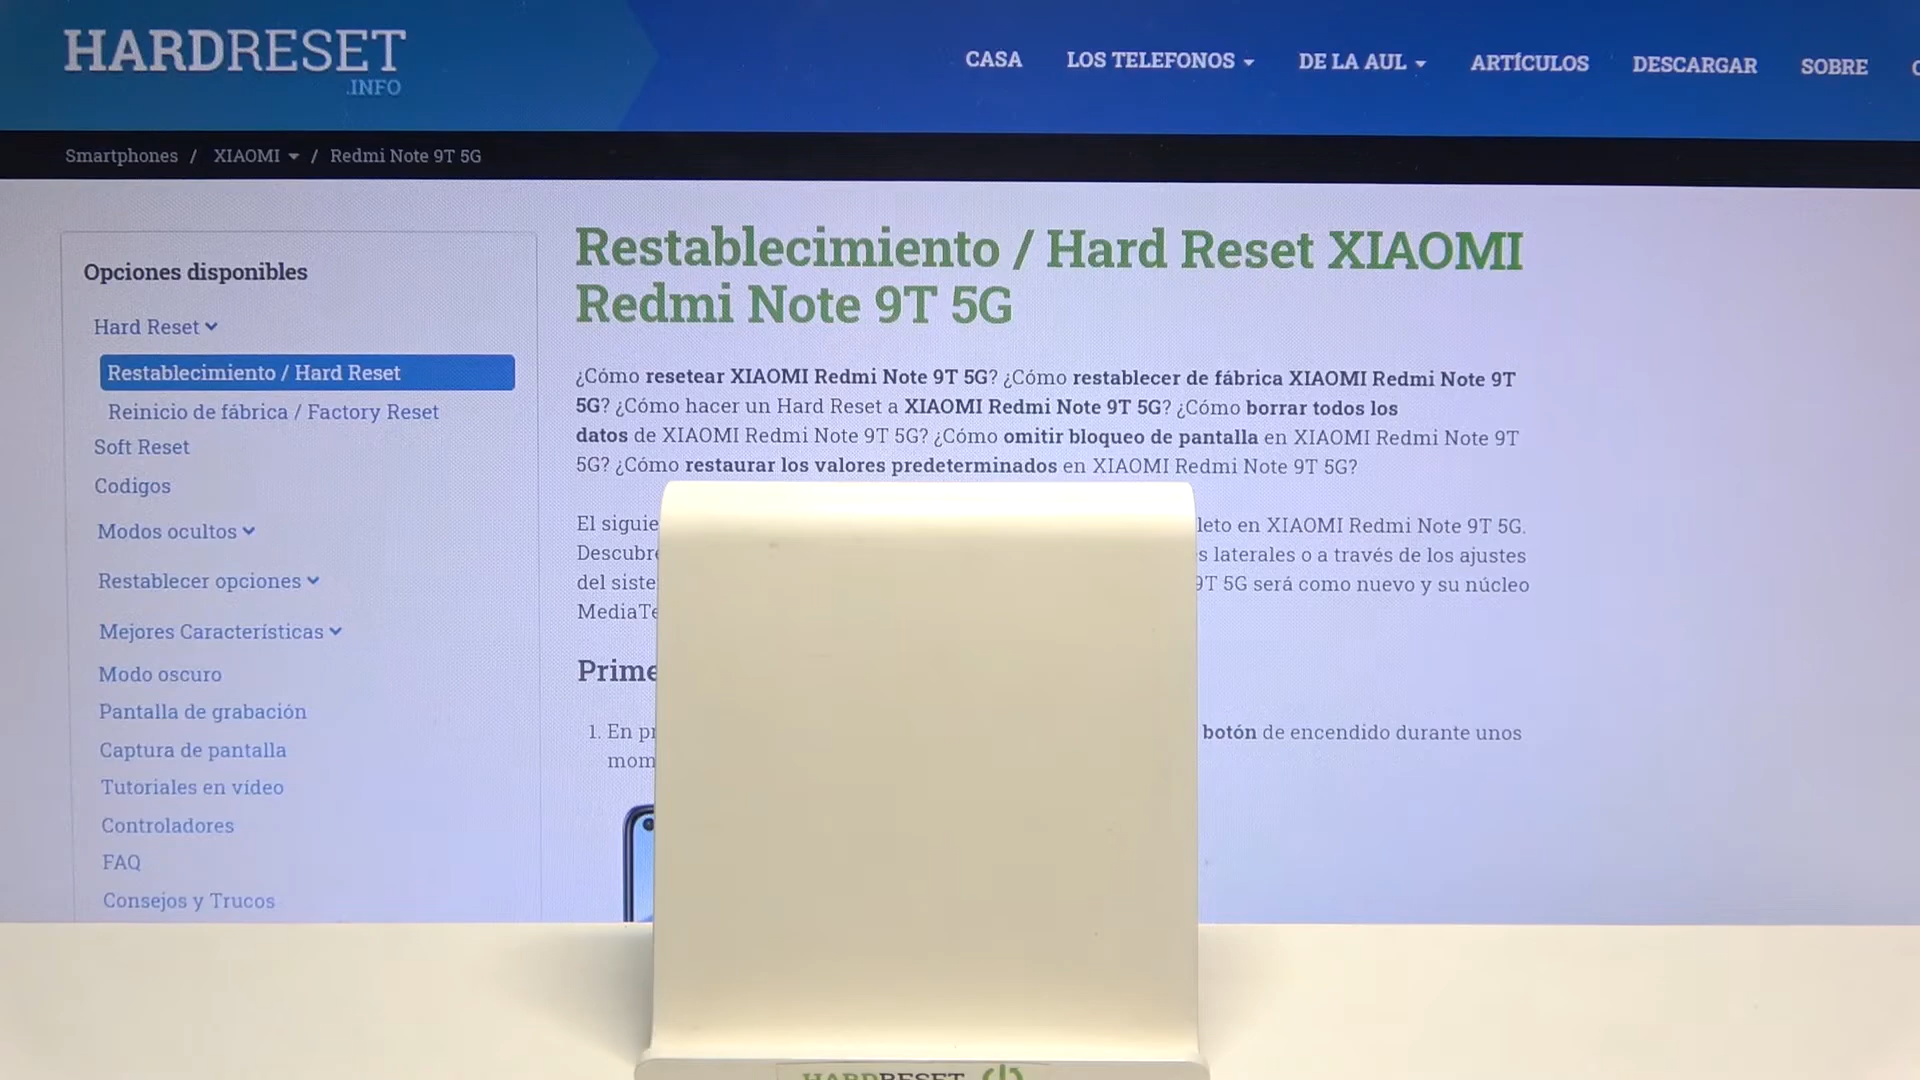 HARDRESET
.INFO
CASA LOS TELEFONOS DE LA AUL ARTÍCULOS DESCARGAR SOBRE
Smartphones / XIAOMI / Redmi Note 9T 5G
Opciones disponibles
Hard Reset
Restablecimiento / Hard Reset
Reinicio de fábrica / Factory Reset
Soft Reset
Codigos
Modos ocultos
Restablecer opciones
Mejores Características
Modo oscuro
Pantalla de grabación
Captura de pantalla
Tutoriales en vídeo
Controladores
FAQ
Consejos y Trucos
Restablecimiento / Hard Reset XIAOMI
Redmi Note 9T 5G
¿Cómo resetear XIAOMI Redmi Note 9T 5G? ¿Cómo restablecer de fábrica XIAOMI Redmi Note 9T
5G? ¿Cómo hacer un Hard Reset a XIAOMI Redmi Note 9T 5G? ¿Cómo borrar todos los
datos de XIAOMI Redmi Note 9T 5G? ¿Cómo omitir bloqueo de pantalla en XIAOMI Redmi Note 9T
5G? ¿Cómo restaurar los valores predeterminados en XIAOMI Redmi Note 9T 5G?
El siguie leto en XIAOMI Redmi Note 9T 5G.
Descubre s laterales o a través de los ajustes
del siste 9T 5G será como nuevo y su núcleo
MediaTe
Prime
1. En pr botón de encendido durante unos
mom
HARDRESET